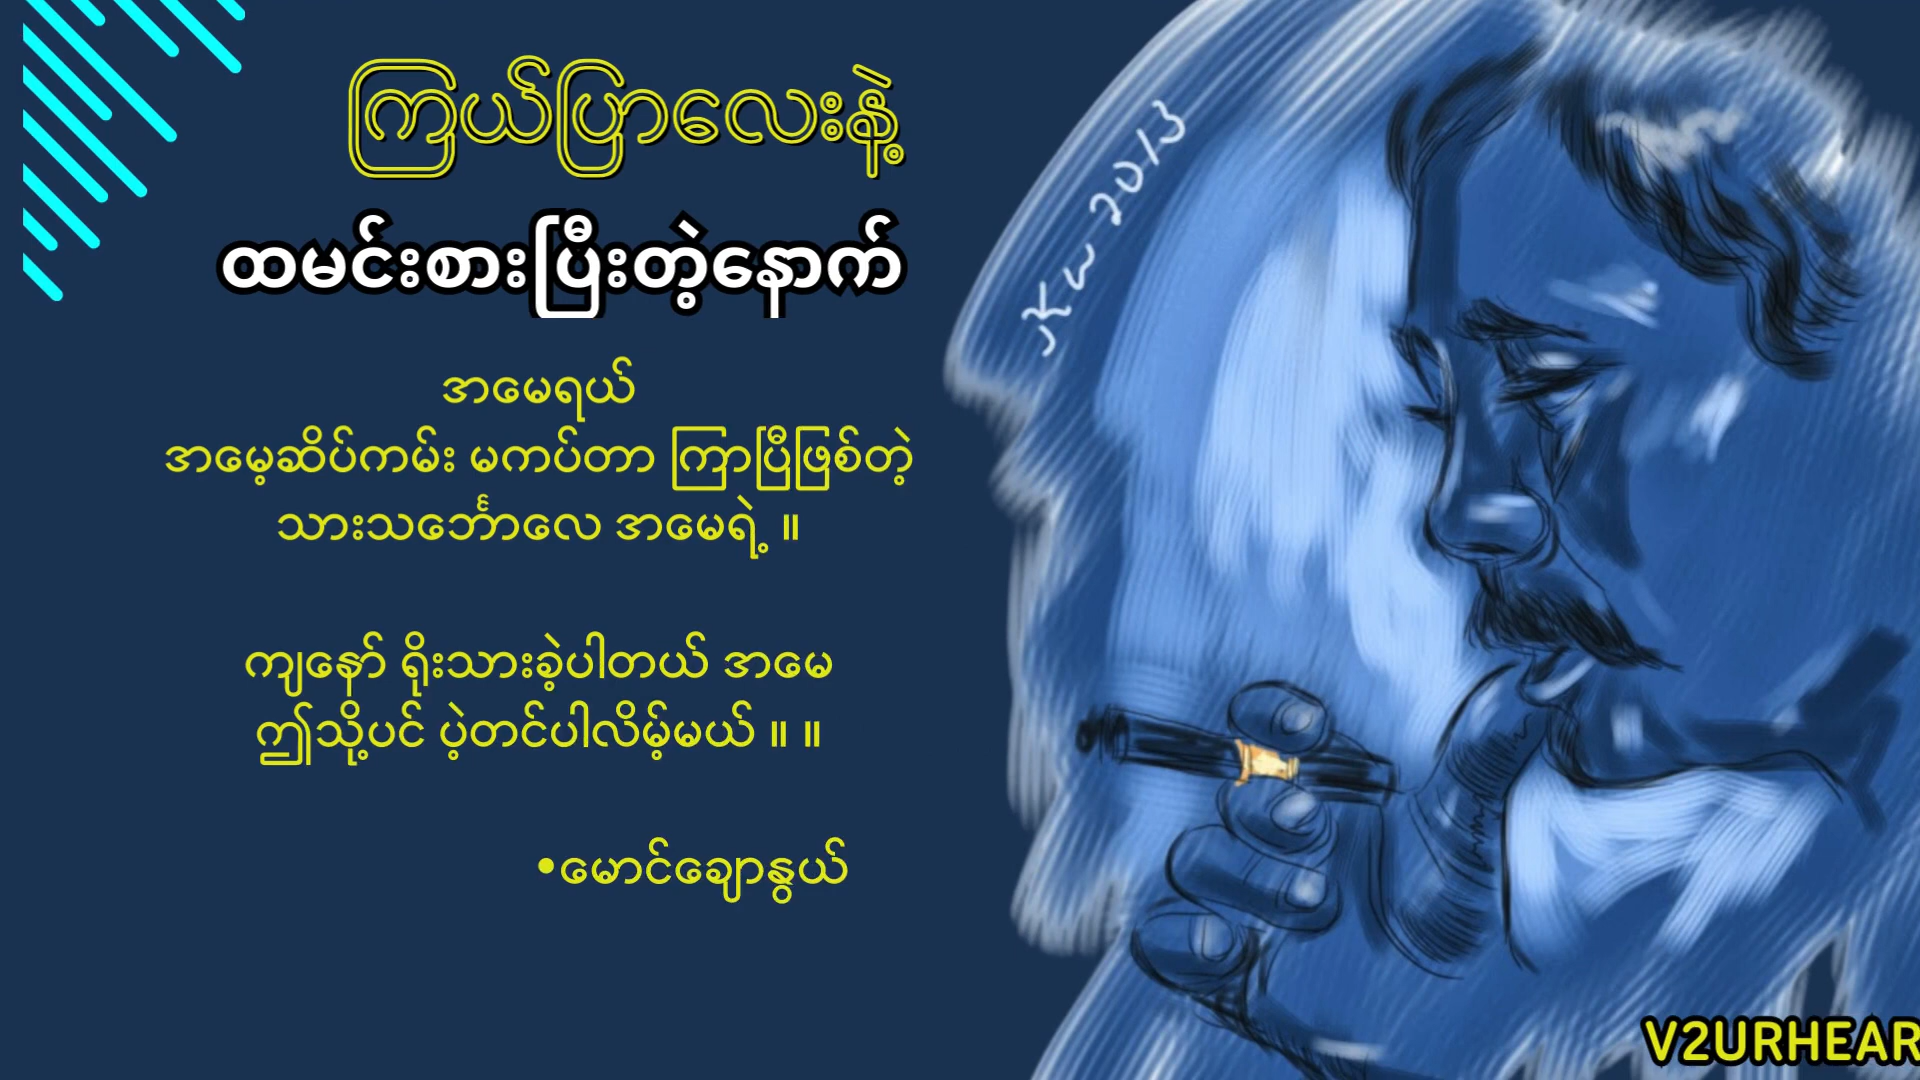 ကြယ်ပြာလေးနဲ့
ထမင်းစားပြီးတဲ့နောက်
အမေရယ်
အမေ့ဆိပ်ကမ်း မကပ်တာ ကြာပြီဖြစ်တဲ့
သားသင်္ဘောလေ အမေရဲ့ ။
ကျနော် ရိုးသားခဲ့ပါတယ် အမေ
ဤသို့ပင် ပဲ့တင်ပါလိမ့်မယ် ။ ။
•မောင်ချောနွယ်
2013
V2URHEAR